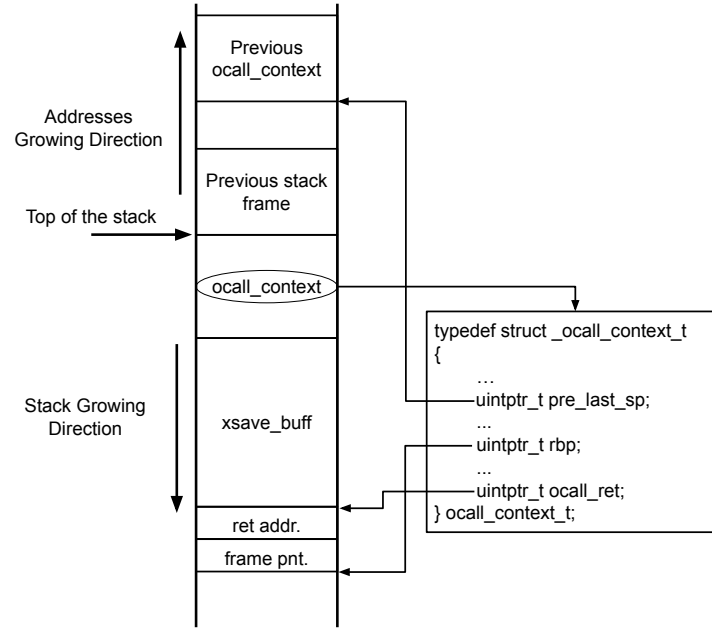 Previous
ocall_context
Addresses
Growing Direction
Previous stack
frame
Top of the stack
ocall_context
typedef struct _ocall_context_t
{
...
uintptr_t pre_last_sp;
...
uintptr_t rbp;
...
uintptr_t ocall_ret;
} ocall_context_t;
Stack Growing
Direction
xsave_buff
ret addr.
frame pnt.